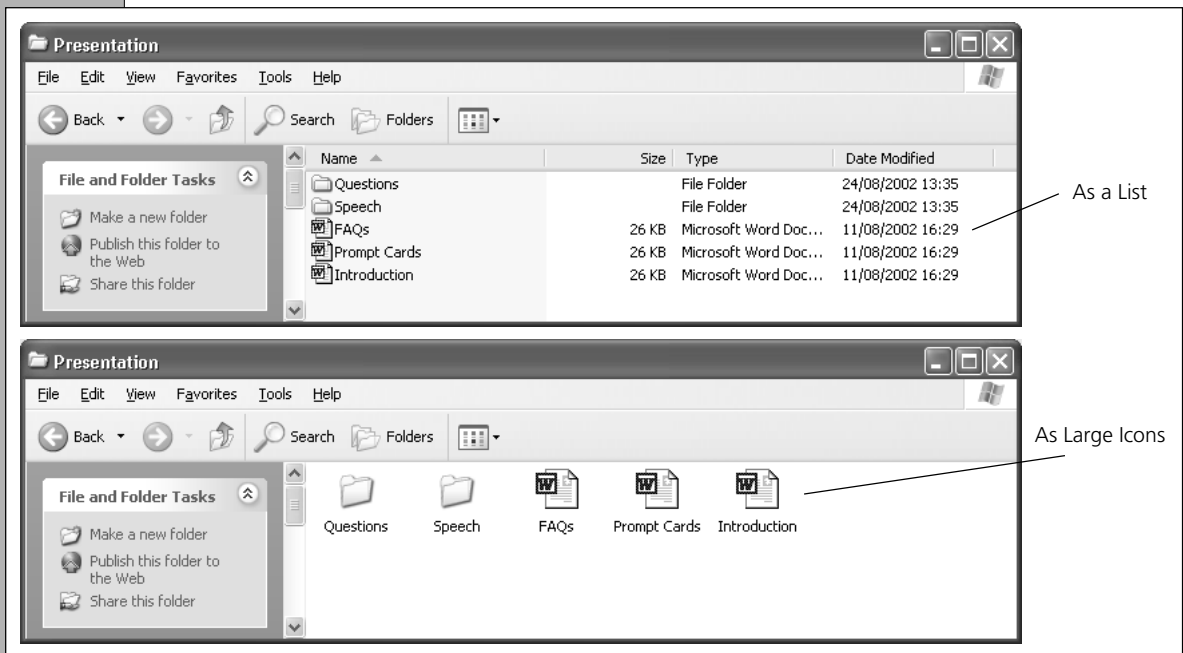 Presentation
File Edit View Favorites Tools Help
Back Search Folders
File and Folder Tasks
Make a new folder
Publish this folder to
the Web
Share this folder
Name Size Type Date Modified
Questions File Folder 24/08/2002 13:35
Speech File Folder 24/08/2002 13:35
FAQs 26 KB Microsoft Word Doc... 11/08/2002 16:29
Prompt Cards 26 KB Microsoft Word Doc... 11/08/2002 16:29
Introduction 26 KB Microsoft Word Doc... 11/08/2002 16:29
As a List
Presentation
File Edit View Favorites Tools Help
Back Search Folders
File and Folder Tasks
Make a new folder
Publish this folder to
the Web
Share this folder
Questions Speech FAQs Prompt Cards Introduction
As Large Icons